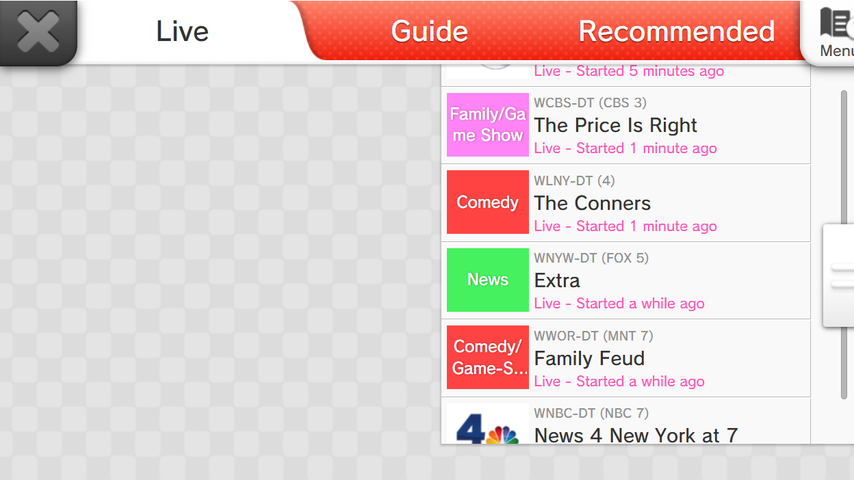 Live
Guide
Recommended
Menu
Live - Started 5 minutes ago
Family/Ga
me Show
WCBS-DT (CBS 3)
The Price Is Right
Live - Started 1 minute ago
Comedy
WLNY-DT (4)
The Conners
Live - Started 1 minute ago
News
WNYW-DT (FOX 5)
Extra
Live - Started a while ago
Comedy/
Game-S...
WWOR-DT (MNT 7)
Family Feud
Live - Started a while ago
4
WNBC-DT (NBC 7)
News 4 New York at 7